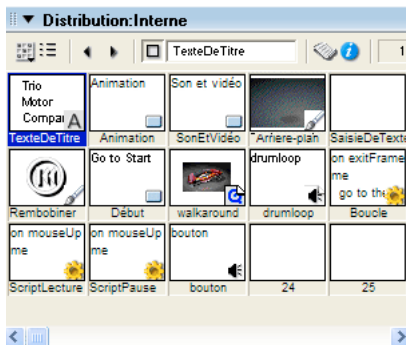 Distribution:Interne
TexteDeTitre
1
Trio
Motor
Compar
A
Animation
Son et vidéo
TexteDeTitre
Animation
SonEtVidéo
Arrière-plan
SaisieDeTexte
Go to Start
drumloop
on exitFrame
me
go to the
Rembobiner
Début
walkaround
drumloop
Boucle
on mouseUp
me
on mouseUp
me
bouton
ScriptLecture
ScriptPause
bouton
24
25